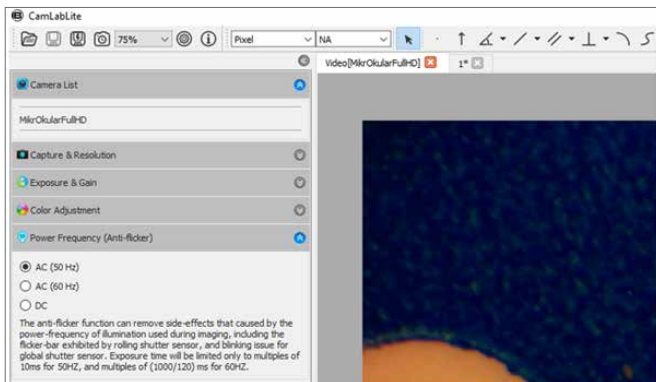 CamLabLite
75% Pixel NA
Video[MikrOkularFullHD] 1*
Camera List
MikrOkularFullHD
Capture & Resolution
Exposure & Gain
Color Adjustment
Power Frequency (Anti-flicker)
AC (50 Hz)
AC (60 Hz)
DC
The anti-flicker function can remove side-effects that caused by the
power-frequency of illumination used during imaging, including the
flicker-bar exhibited by rolling shutter sensor, and blinking issue for
global shutter sensor. Exposure time will be limited only to multiples of
10ms for 50HZ, and multiples of (1000/120) ms for 60HZ.